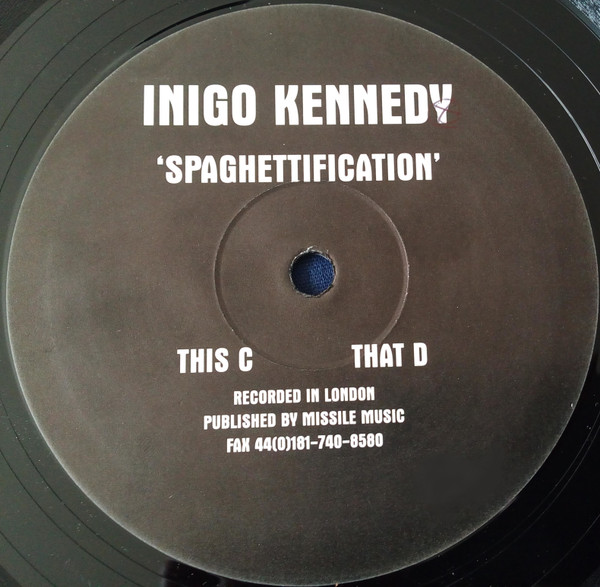 INIGO KENNEDY
‘SPAGHETTIFICATION’
THIS C THAT D
RECORDED IN LONDON
PUBLISHED BY MISSILE MUSIC
FAX 44(0)181-740-8580